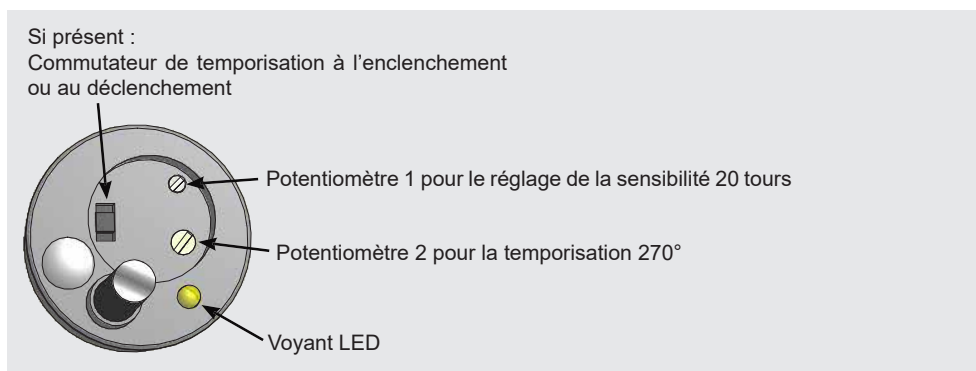 Si présent :
Commutateur de temporisation à l'enclenchement
ou au déclenchement
Potentiomètre 1 pour le réglage de la sensibilité 20 tours
Potentiomètre 2 pour la temporisation 270°
Voyant LED